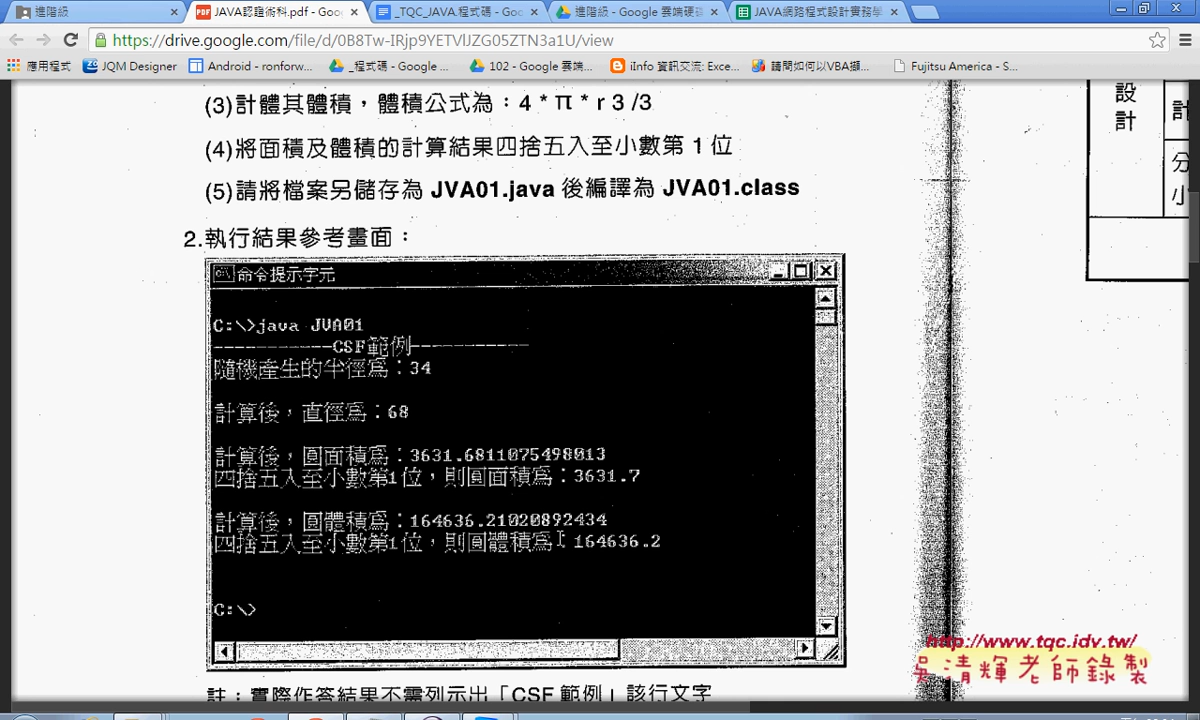 進階級
JAVA認證術科.pdf - Goo
_TQC_JAVA.程式碼 - Goo
進階級 - Google 雲端硬碟
JAVA網路程式設計實務學
https://drive.google.com/file/d/0B8Tw-IRjp9YETVlJZG05ZTN3a1U/view
應用程式
JQM Designer
Android - ronforw...
_程式碼 - Google ...
102 - Google 雲端...
iInfo 資訊交流: Exce...
請問如何以VBA擷...
Fujitsu America - S...
(3)計體其體積，體積公式為：4 * π * r 3 /3
(4)將面積及體積的計算結果四捨五入至小數第 1 位
(5)請將檔案另儲存為 JVA01.java 後編譯為 JVA01.class
設
計
計
分
小
2.執行結果參考畫面：
命令提示字元
C:\>java JVA01
-----------CSF範例-----------
隨機產生的半徑為：34
計算後，直徑為：68
計算後，圓面積為：3631.6811075498013
四捨五入至小數第1位，則圓面積為：3631.7
計算後，圓體積為：164636.21020892434
四捨五入至小數第1位，則圓體積為：164636.2
C:\>
http://www.tqc.idv.tw/
吳清輝老師錄製
註：實際作答結果不需列示出「CSF 範例」該行文字